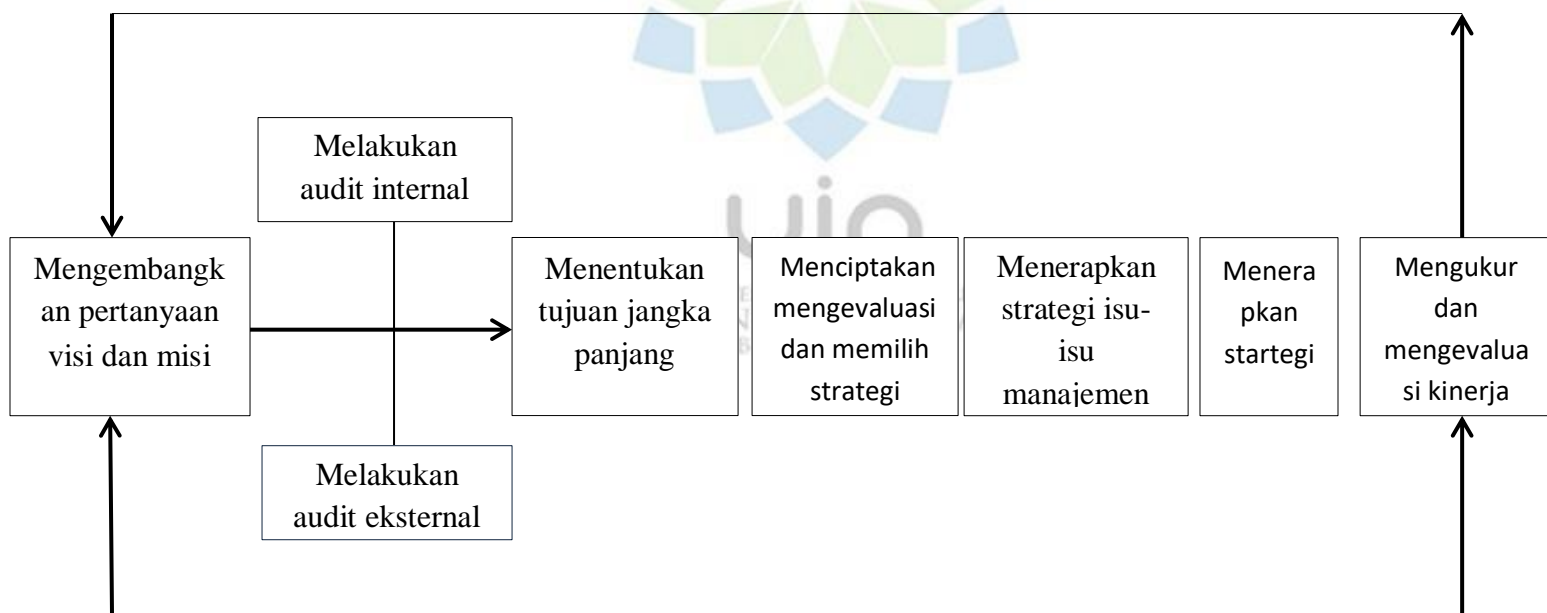 Melakukan
audit internal
uin
Mengembangk
an pertanyaan
visi dan misi
Menentukan
tujuan jangka
panjang
Menciptakan
mengevaluasi
dan memilih
strategi
Menerapkan
strategi isu-
isu
manajemen
Menera
pkan
startegi
Mengukur
dan
mengevalua
si kinerja
Melakukan
audit eksternal